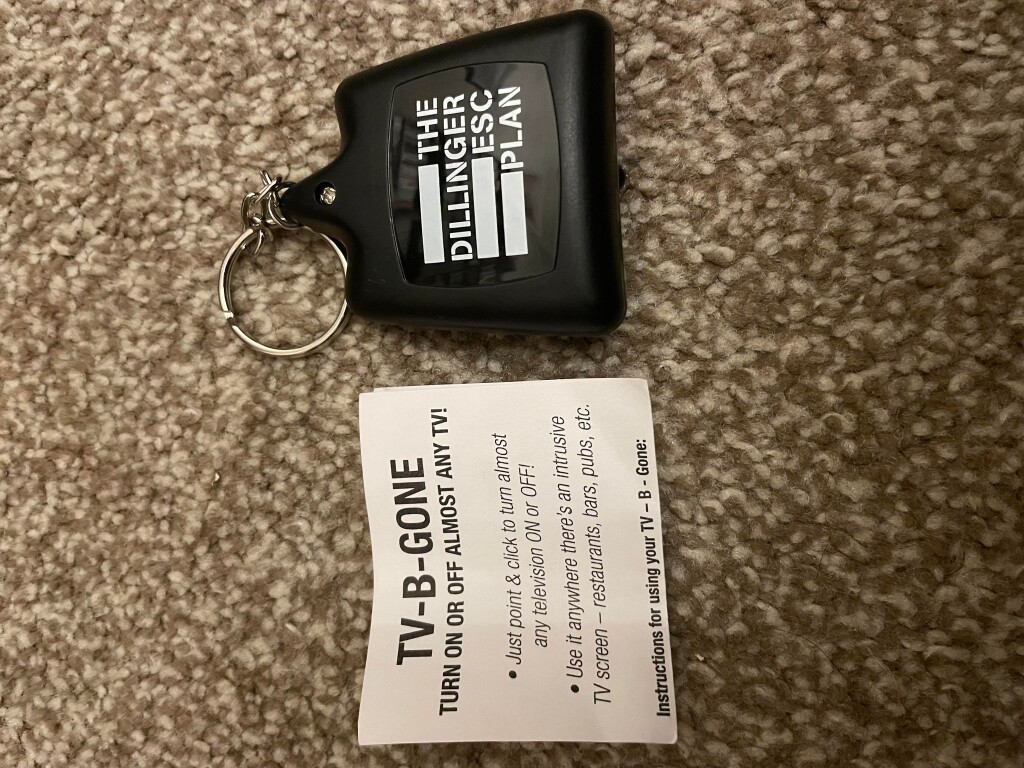 THE
DILLINGER
ESC
PLAN
TV-B-GONE
TURN ON OR OFF ALMOST ANY TV!
• Just point & click to turn almost
any television ON or OFF!
• Use it anywhere there's an intrusive
TV screen – restaurants, bars, pubs, etc.
Instructions for using your TV – B - Gone: